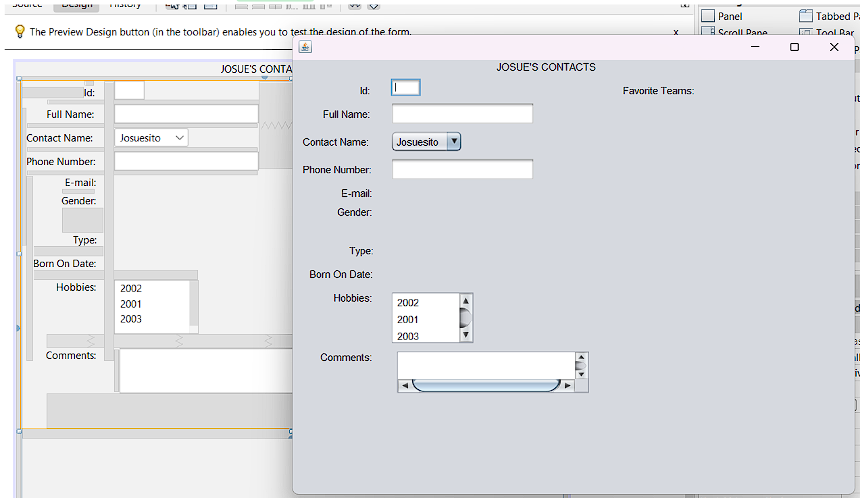 Source Design History
Panel Tabbed Pa
The Preview Design button (in the toolbar) enables you to test the design of the form. x
Scroll Pane Tool Bar
JOSUE'S CONTA
Id:
Full Name:
Contact Name: Josuesito
Phone Number:
E-mail:
Gender:
Type:
Born On Date:
Hobbies: 2002
2001
2003
Comments:
JOSUE'S CONTACTS
Id: Favorite Teams:
Full Name:
Contact Name: Josuesito
Phone Number:
E-mail:
Gender:
Type:
Born On Date:
Hobbies: 2002
2001
2003
Comments: